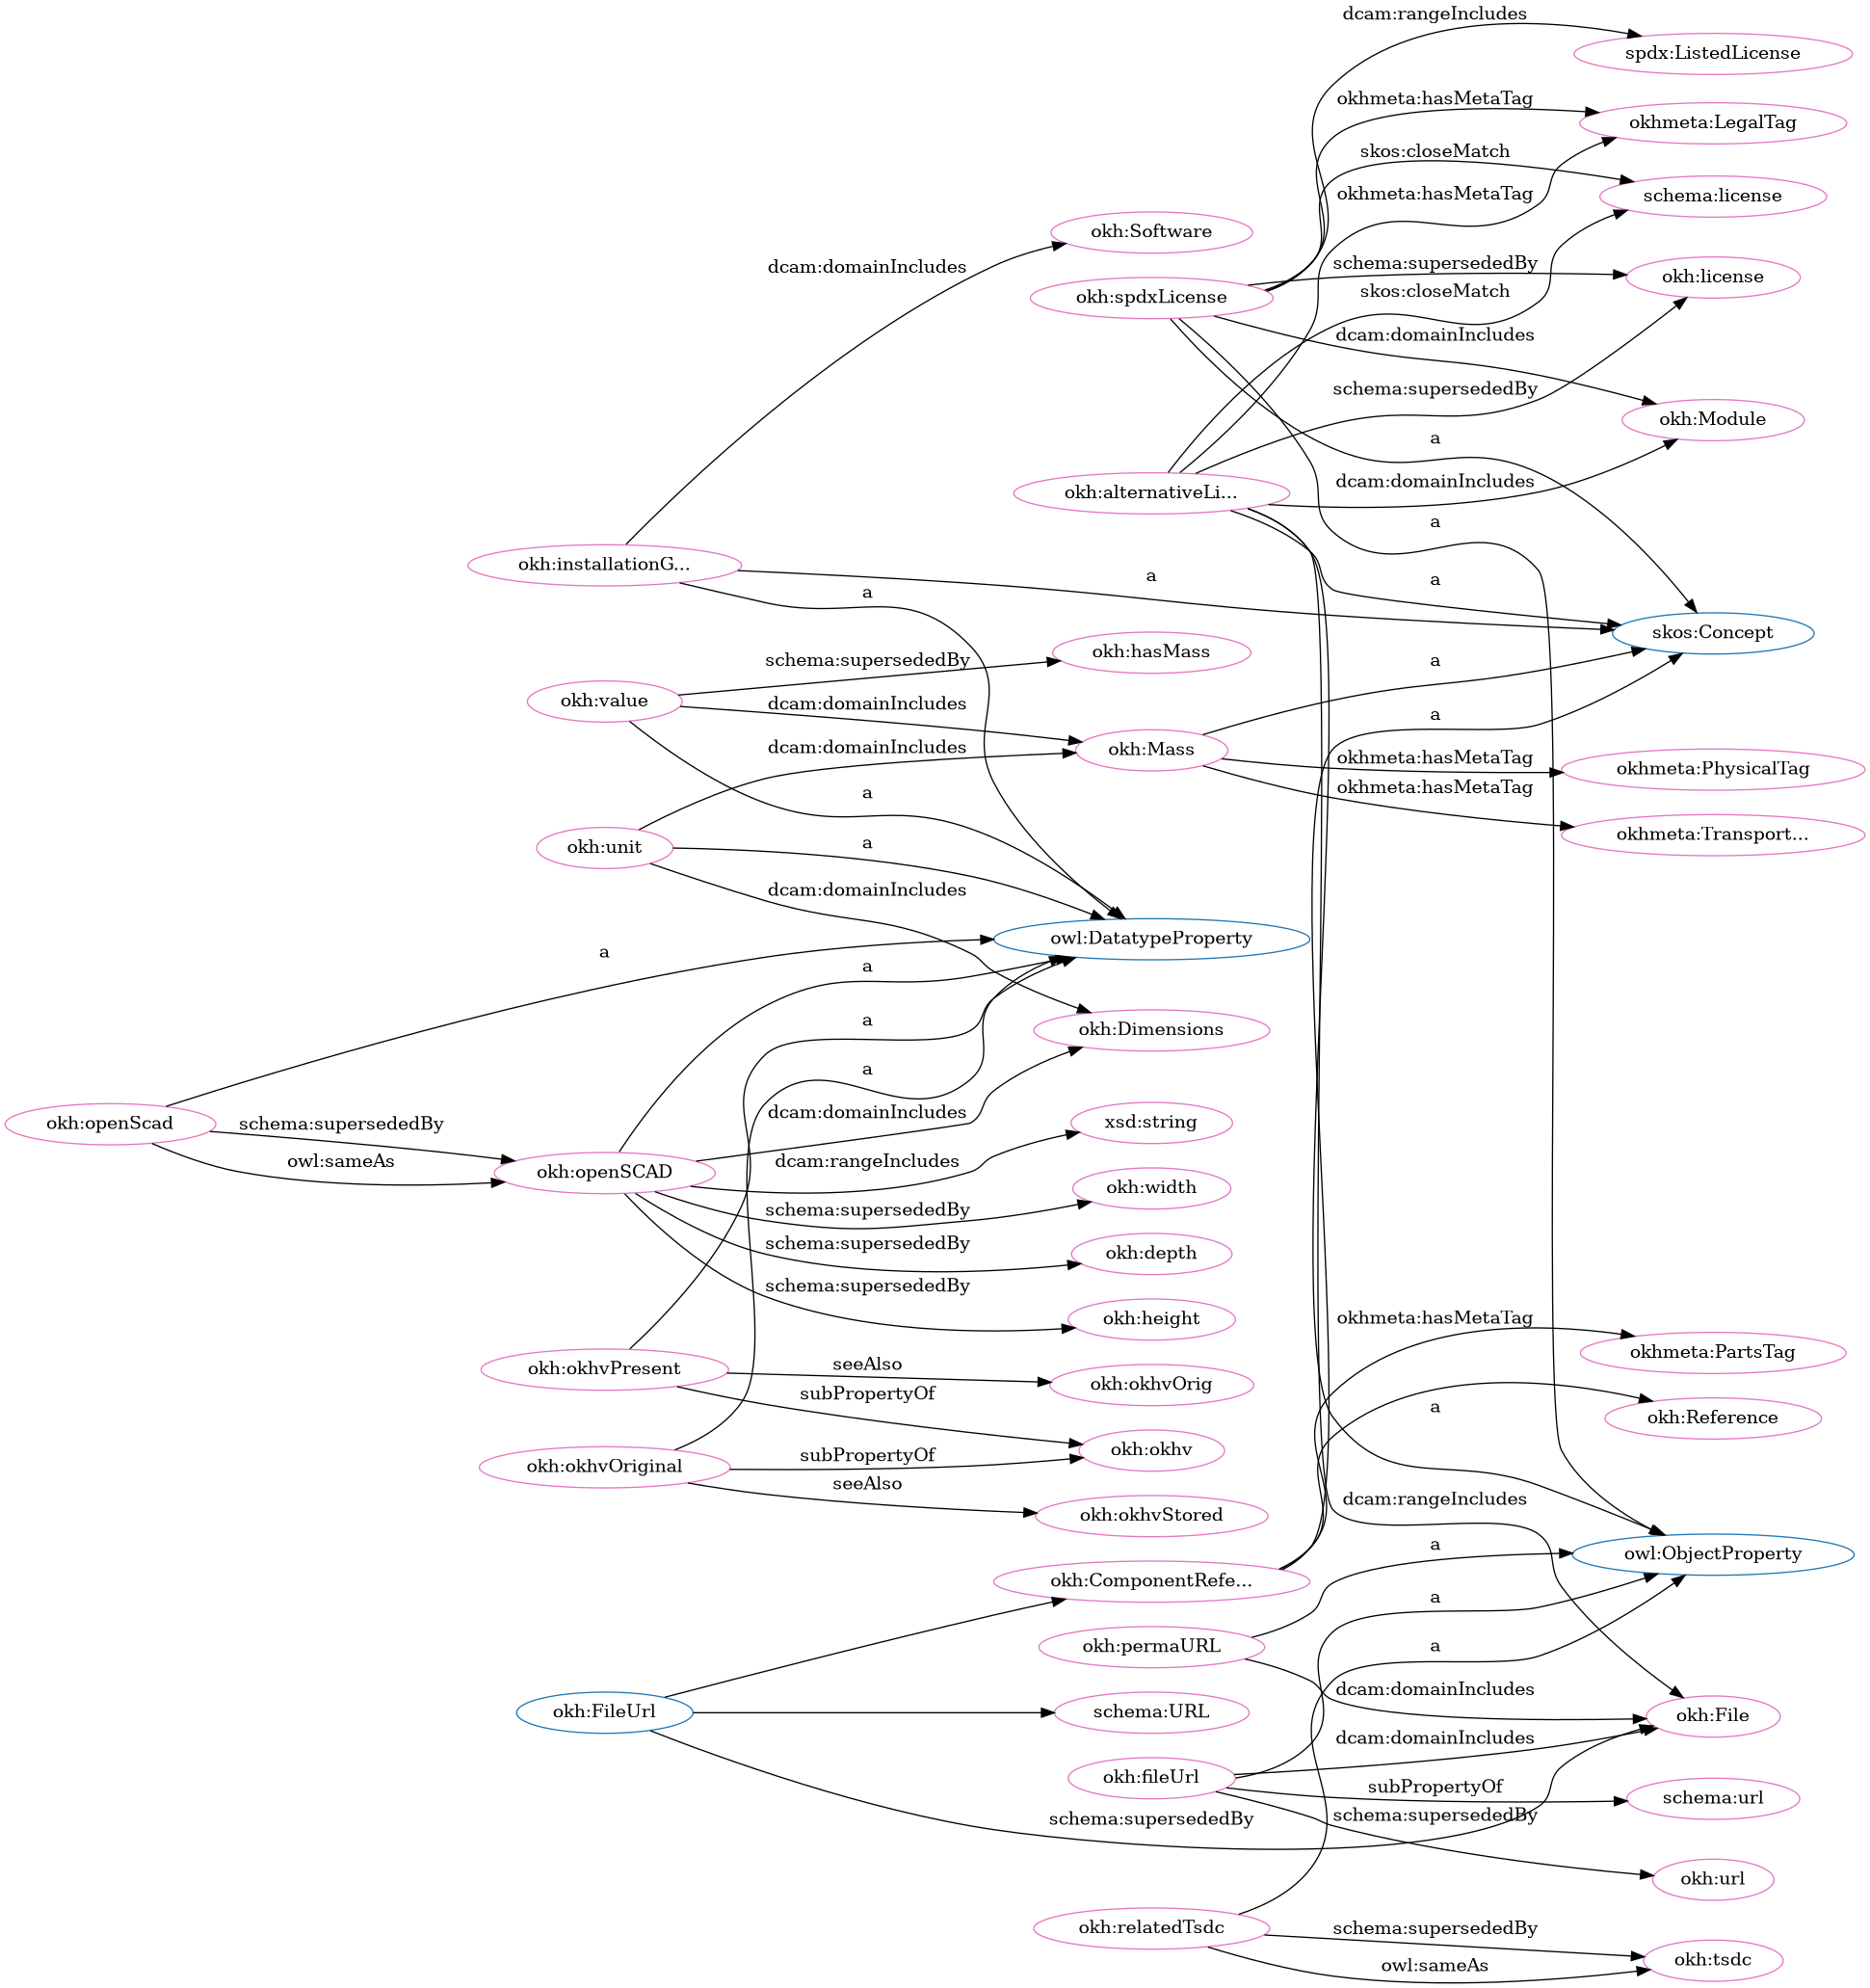 dcam:rangeIncludes
spdx:ListedLicense
okhmeta:hasMetaTag
okhmeta:LegalTag
skos:closeMatch
okhmeta:hasMetaTag
schema:license
okh:Software
dcam:domainIncludes
schema:supersededBy
okh:license
okh:spdxLicense
skos:closeMatch
dcam:domainIncludes
schema:supersededBy
okh:Module
a
dcam:domainIncludes
okh:alternativeLi...
a
okh:installationG...
a
a
a
skos:Concept
okh:hasMass
schema:supersededBy
a
okh:value
dcam:domainIncludes
a
dcam:domainIncludes
okh:Mass
okhmeta:hasMetaTag
okhmeta:PhysicalTag
okhmeta:hasMetaTag
a
okhmeta:Transport...
a
okh:unit
dcam:domainIncludes
owl:DatatypeProperty
a
a
a
okh:Dimensions
a
dcam:domainIncludes
okh:openScad
schema:supersededBy
xsd:string
owl:sameAs
dcam:rangeIncludes
okh:openSCAD
okh:width
schema:supersededBy
schema:supersededBy
okh:depth
schema:supersededBy
okh:height
okhmeta:hasMetaTag
okhmeta:PartsTag
seeAlso
okh:okhvPresent
okh:okhvOrig
subPropertyOf
a
okh:Reference
okh:okhv
subPropertyOf
okh:okhvOriginal
seeAlso
dcam:rangeIncludes
okh:okhvStored
a
owl:ObjectProperty
okh:ComponentRefe...
a
a
okh:permaURL
dcam:domainIncludes
okh:FileUrl
schema:URL
okh:File
dcam:domainIncludes
okh:fileUrl
subPropertyOf
schema:url
schema:supersededBy
schema:supersededBy
okh:url
okh:relatedTsdc
schema:supersededBy
okh:tsdc
owl:sameAs